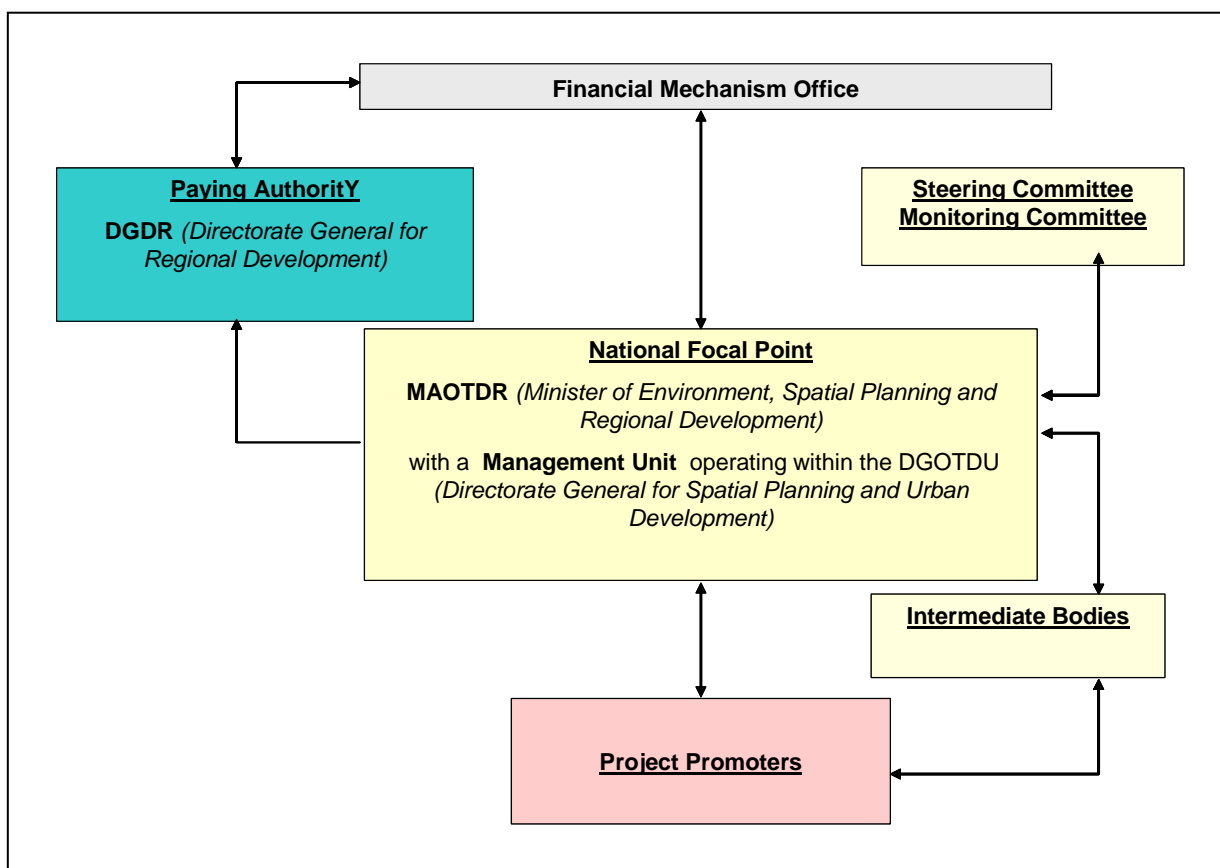 Financial Mechanism Office
Paying AuthoritY
DGDR (Directorate General for
Regional Development)
Steering Committee
Monitoring Committee
National Focal Point
MAOTDR (Minister of Environment, Spatial Planning and
Regional Development)
with a Management Unit operating within the DGOTDU
(Directorate General for Spatial Planning and Urban
Development)
Intermediate Bodies
Project Promoters